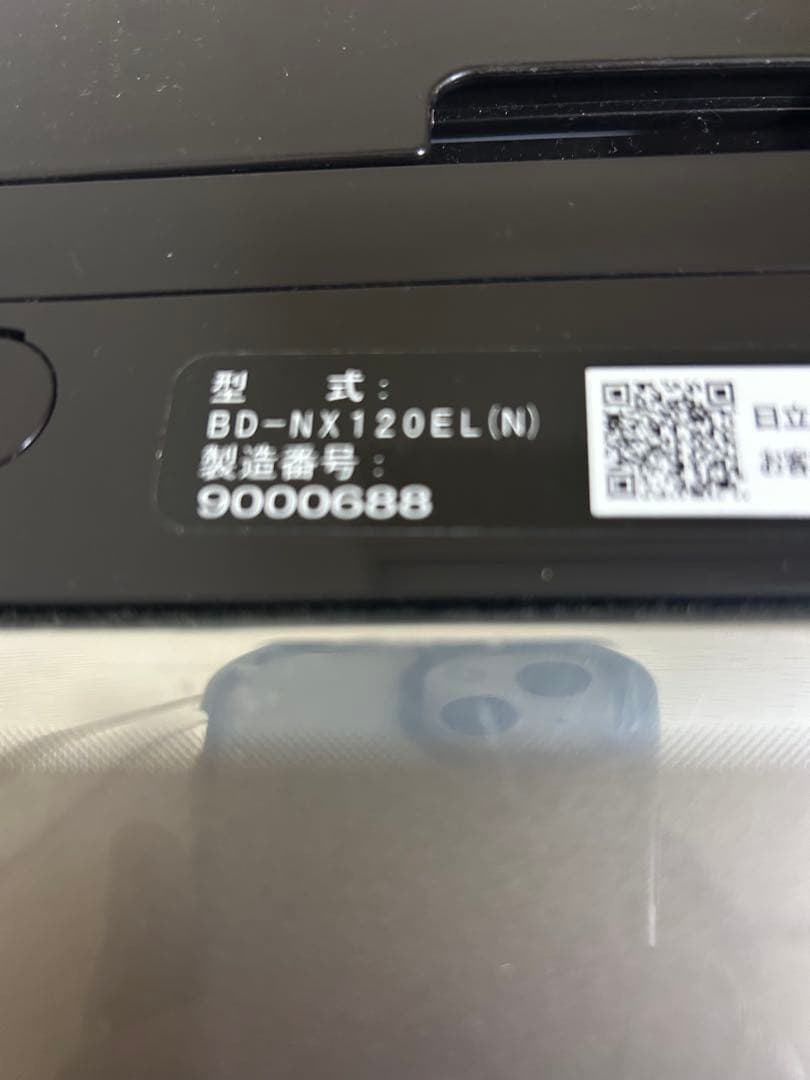 型 式:
BD-NX120EL(N)
製造番号:
9000688
日立
お客